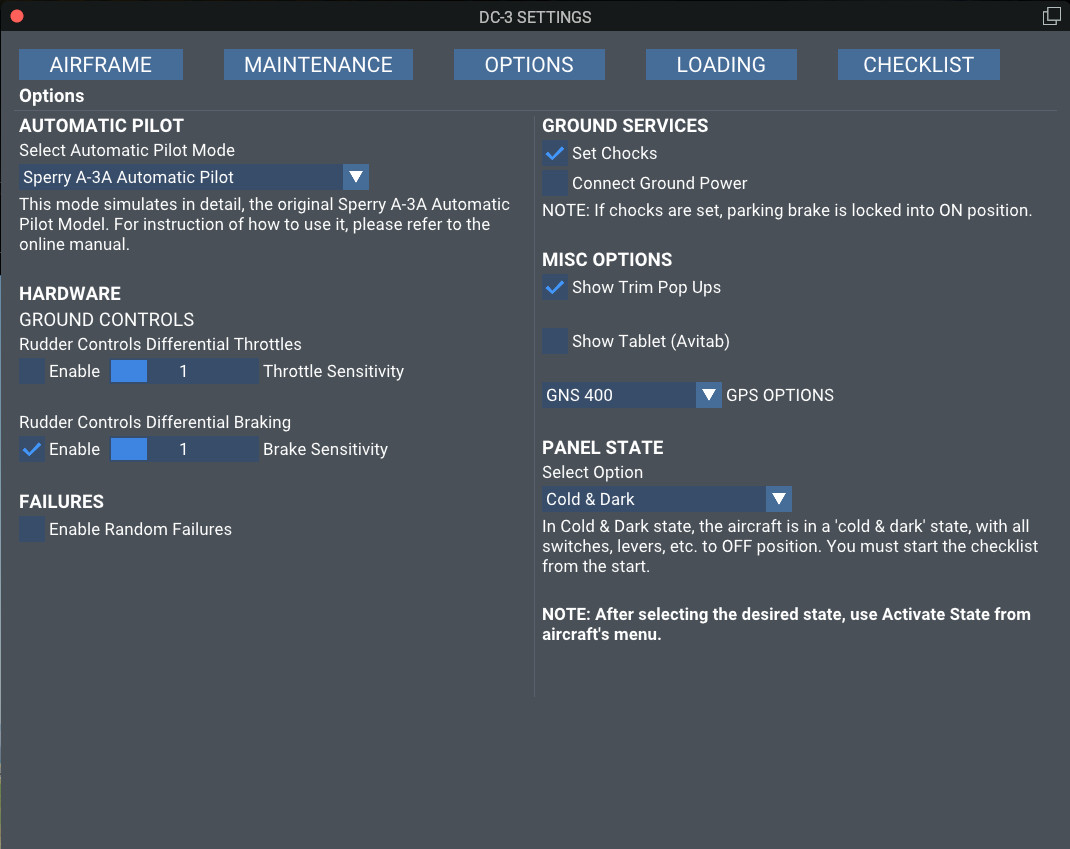 DC-3 SETTINGS
AIRFRAME
MAINTENANCE
OPTIONS
LOADING
CHECKLIST
Options
AUTOMATIC PILOT
Select Automatic Pilot Mode
Sperry A-3A Automatic Pilot
This mode simulates in detail, the original Sperry A-3A Automatic
Pilot Model. For instruction of how to use it, please refer to the
online manual.
HARDWARE
GROUND CONTROLS
Rudder Controls Differential Throttles
Enable 1 Throttle Sensitivity
Rudder Controls Differential Braking
Enable 1 Brake Sensitivity
FAILURES
Enable Random Failures
GROUND SERVICES
Set Chocks
Connect Ground Power
NOTE: If chocks are set, parking brake is locked into ON position.
MISC OPTIONS
Show Trim Pop Ups
Show Tablet (Avitab)
GNS 400 GPS OPTIONS
PANEL STATE
Select Option
Cold & Dark
In Cold & Dark state, the aircraft is in a 'cold & dark' state, with all
switches, levers, etc. to OFF position. You must start the checklist
from the start.
NOTE: After selecting the desired state, use Activate State from
aircraft's menu.